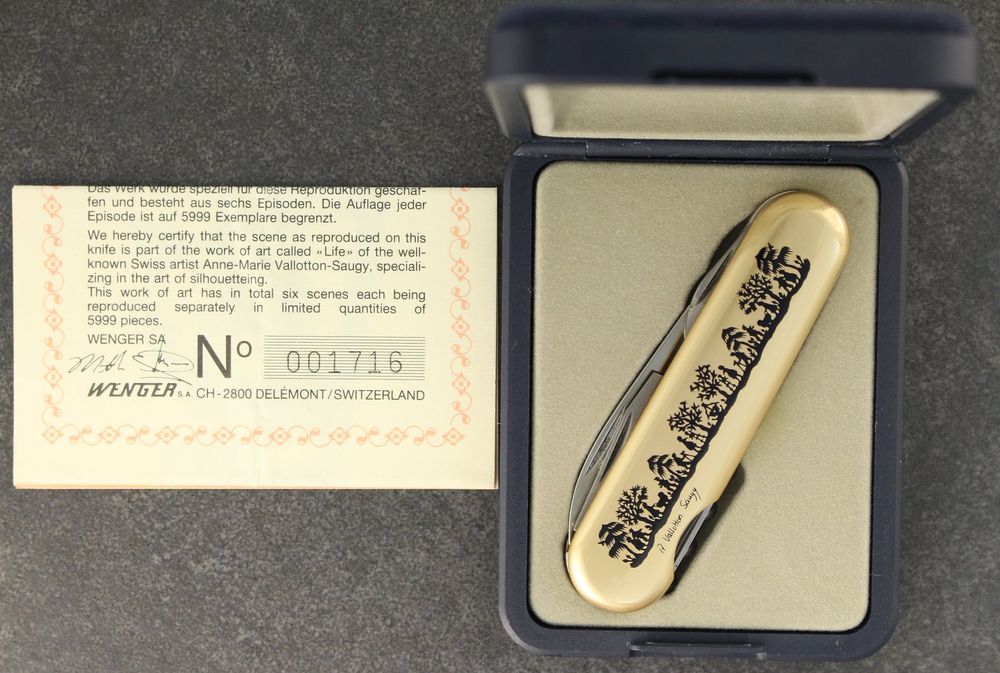 Das Werk wurde speziell für diese Reproduktion geschaf-
fen und besteht aus sechs Episoden. Die Auflage jeder
Episode ist auf 5999 Exemplare begrenzt.
We hereby certify that the scene as reproduced on this
knife is part of the work of art called «Life» of the well-
known Swiss artist Anne-Marie Vallotton-Saugy, speciali-
zing in the art of silhouetteing.
This work of art has in total six scenes each being
reproduced separately in limited quantities of
5999 pieces.
WENGER SA
No 001716
WENGER S.A. CH-2800 DELÉMONT/SWITZERLAND
Vallotton Saugy